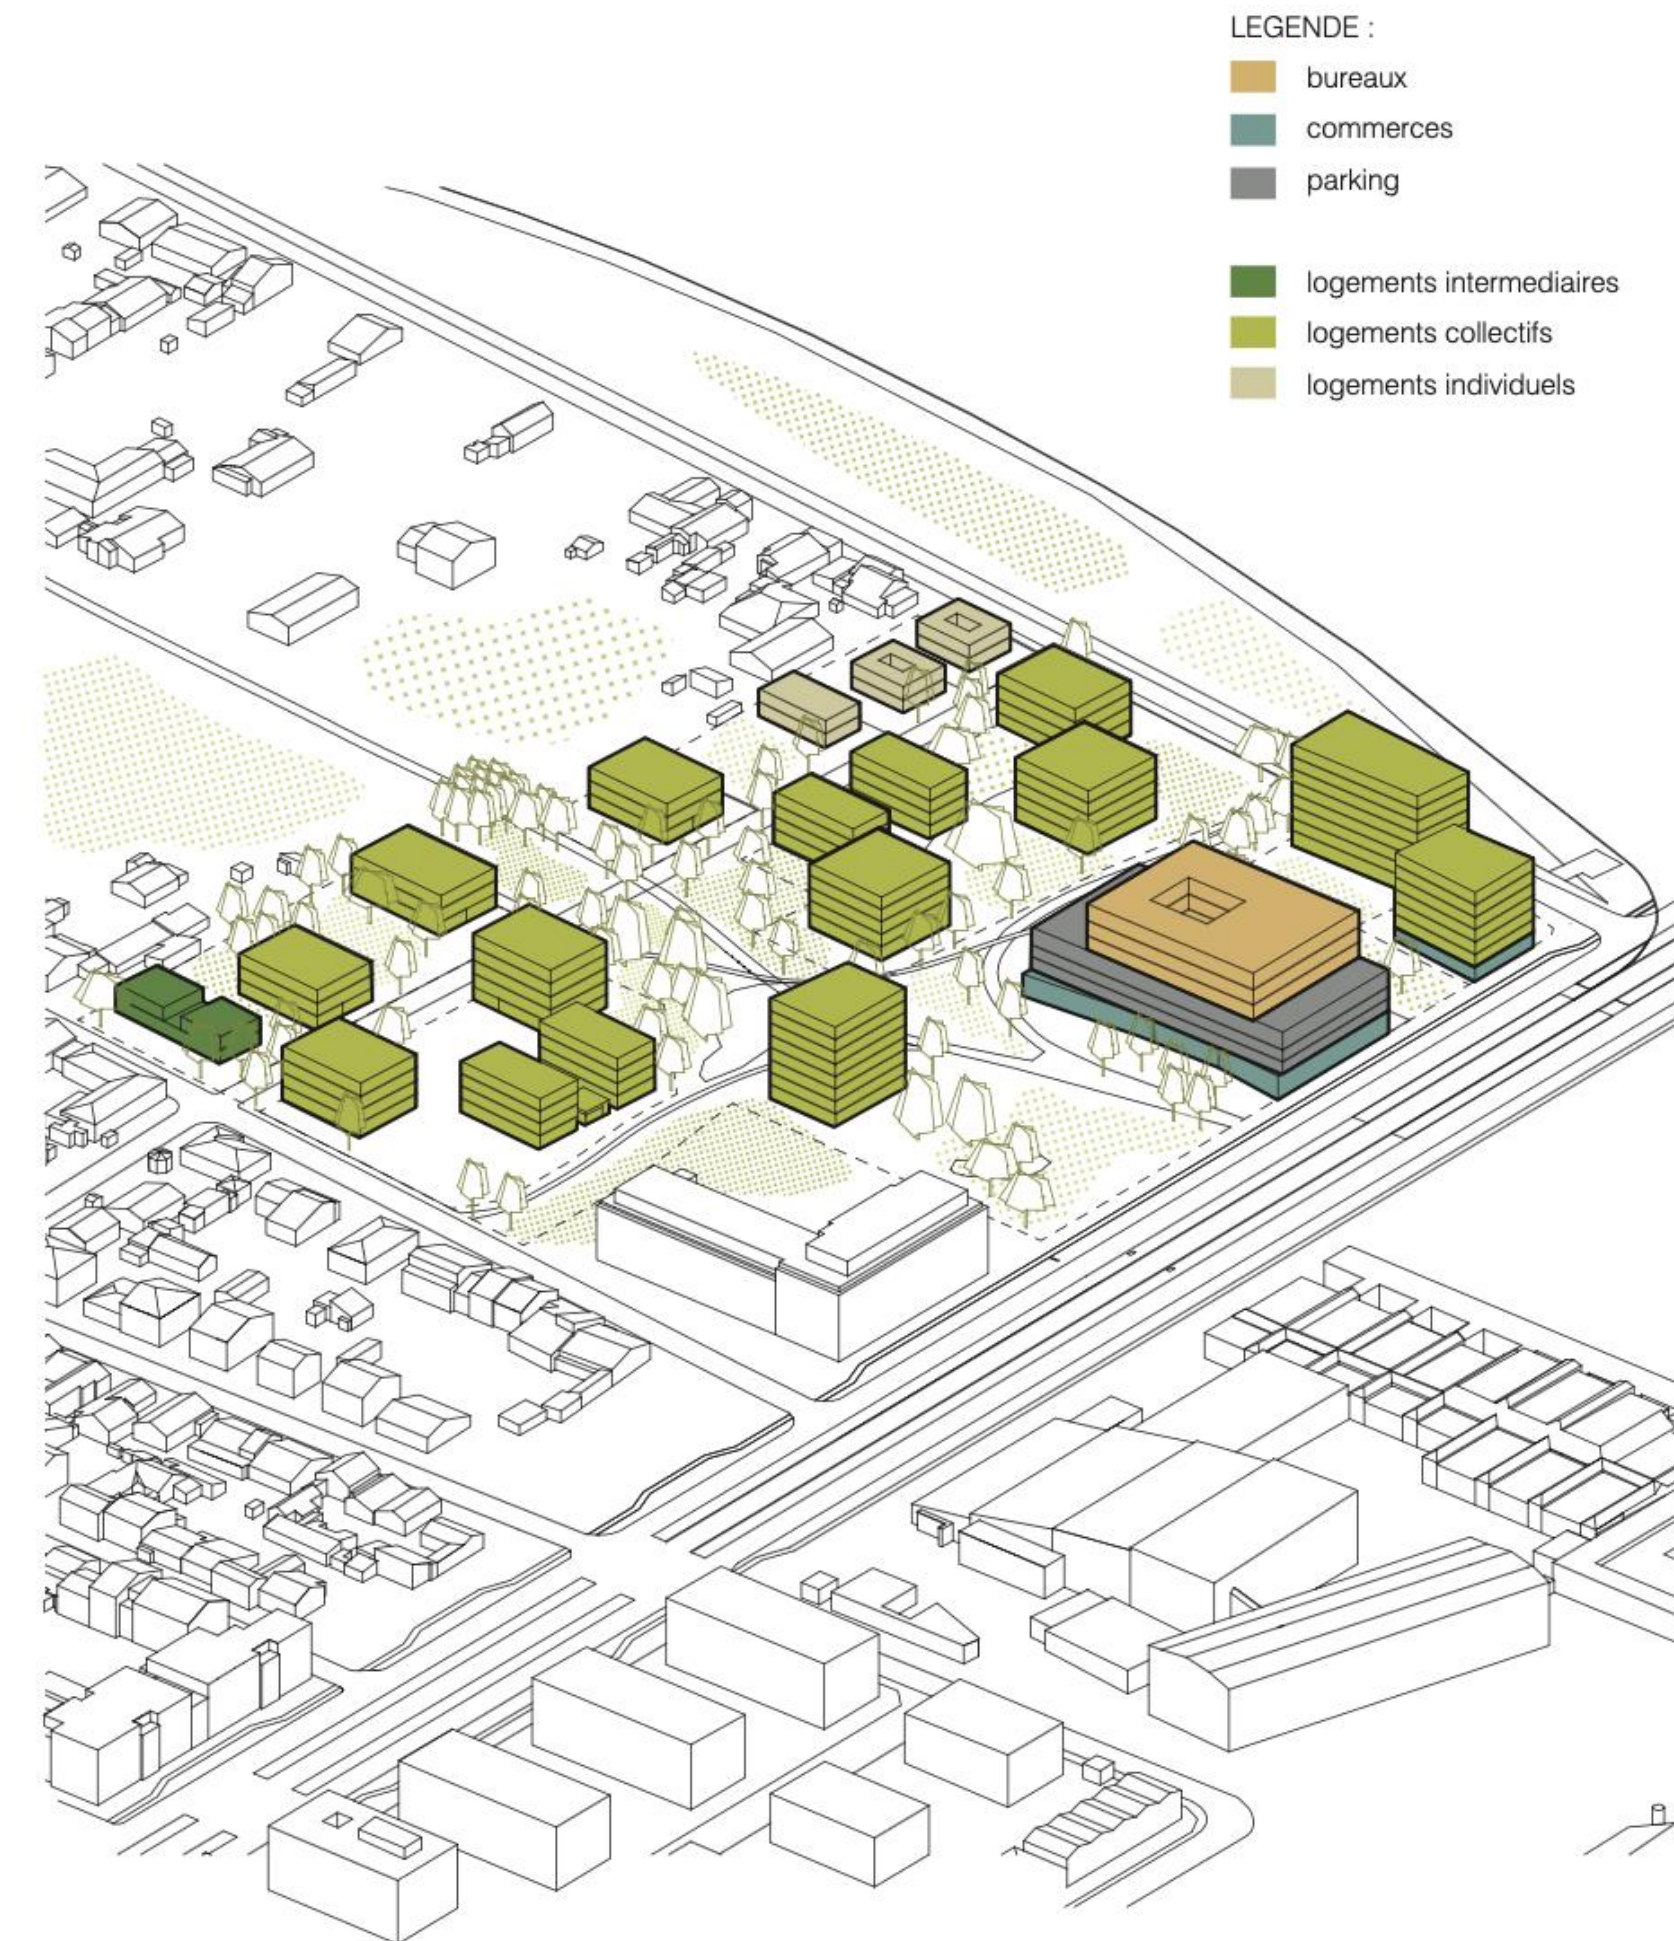 LEGENDE :
bureaux
commerces
parking
logements intermediaires
logements collectifs
logements individuels